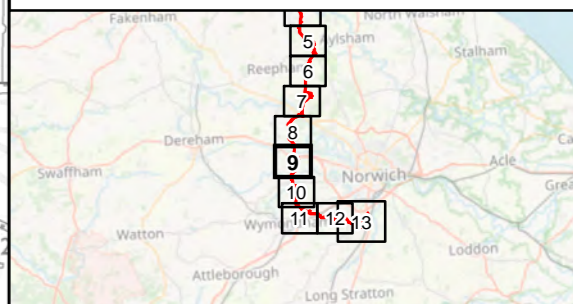 Fakenham North Walsham
5 Aylsham
Stalham
Reepham 6
7
Dereham 8
9 Acle
Swaffham Norwich
10
Watton Wymondham 11 12 13
Loddon
Attleborough
Long Stratton